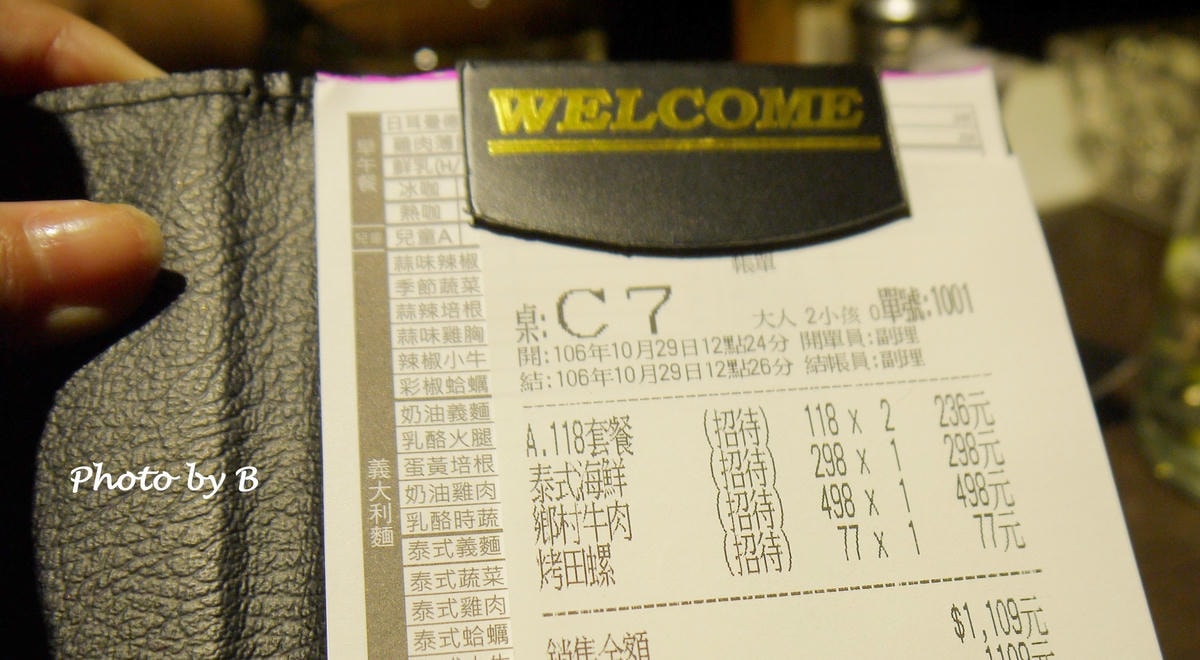 WELCOME
早午餐
鮮乳(H/
冰咖
熱咖
兒童A
帳單
蒜味辣椒
季節蔬菜
蒜辣培根
蒜味雞胸
辣椒小牛
彩椒蛤蠣
奶油義麵
乳酪火腿
蛋黃培根
奶油雞肉
乳酪時蔬
泰式義麵
泰式蔬菜
泰式雞肉
泰式蛤蠣
義大利麵
桌:C7 大人 2小孩 0單號:1001
開:106年10月29日12點24分 開單員:副理
結:106年10月29日12點26分 結帳員:副理
A.118套餐 (招待) 118 x 2 236元
泰式海鮮 (招待) 298 x 1 298元
鄉村牛肉 (招待) 498 x 1 498元
烤田螺 (招待) 77 x 1 77元
$1,109元
銷售金額
Photo by B